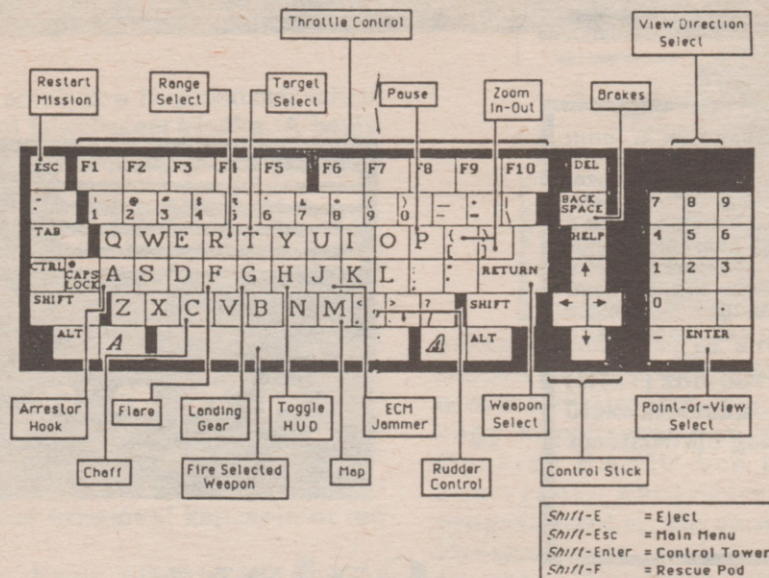 Throttle Control
View Direction
Select
Restart
Mission
Range
Select
Target
Select
Pause
Zoom
In-Out
Brakes
ESC F1 F2 F3 F5 F6 F7 F8 F9 F10 DEL
! 1 @ 2 # 3 $ 4 5 6 & 7 * 8 ( 9 ) 0 BACK SPACE 7 8 9
TAB Q W E R T Y U I O P { [ } ] HELP 4 5 6
CTRL CAPS LOCK A S D F G H J K L : ; RETURN ↑ 1 2 3
SHIFT Z X C V B N M < , > . ? / SHIFT ← → 0 .
ALT A A ALT ↓ - ENTER
Arrestor
Hook
Flare
Landing
Gear
Toggle
HUD
ECM
Jammer
Weapon
Select
Point-of-View
Select
Chaff
Fire Selected
Weapon
Map
Rudder
Control
Control Stick
Shift-E = Eject
Shift-Esc = Main Menu
Shift-Enter = Control Tower
Shift-F = Rescue Pod